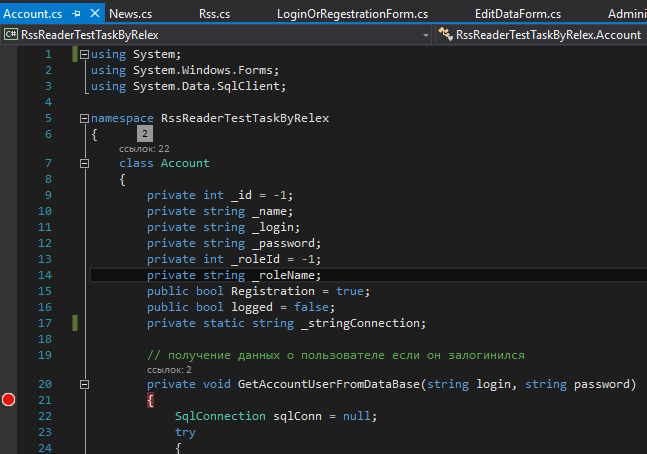 Account.cs News.cs Rss.cs LoginOrRegestrationForm.cs EditDataForm.cs Admini
C# RssReaderTestTaskByRelex RssReaderTestTaskByRelex.Account
1 using System;
2 using System.Windows.Forms;
3 using System.Data.SqlClient;
4
5 namespace RssReaderTestTaskByRelex
6 { 2
ссылок: 22
7 class Account
8 {
9 private int _id = -1;
10 private string _name;
11 private string _login;
12 private string _password;
13 private int _roleId = -1;
14 private string _roleName;
15 public bool Registration = true;
16 public bool logged = false;
17 private static string _stringConnection;
18
19 // получение данных о пользователе если он залогинился
ссылок: 2
20 private void GetAccountUserFromDataBase(string login, string password)
21 {
22 SqlConnection sqlConn = null;
23 try
24 {